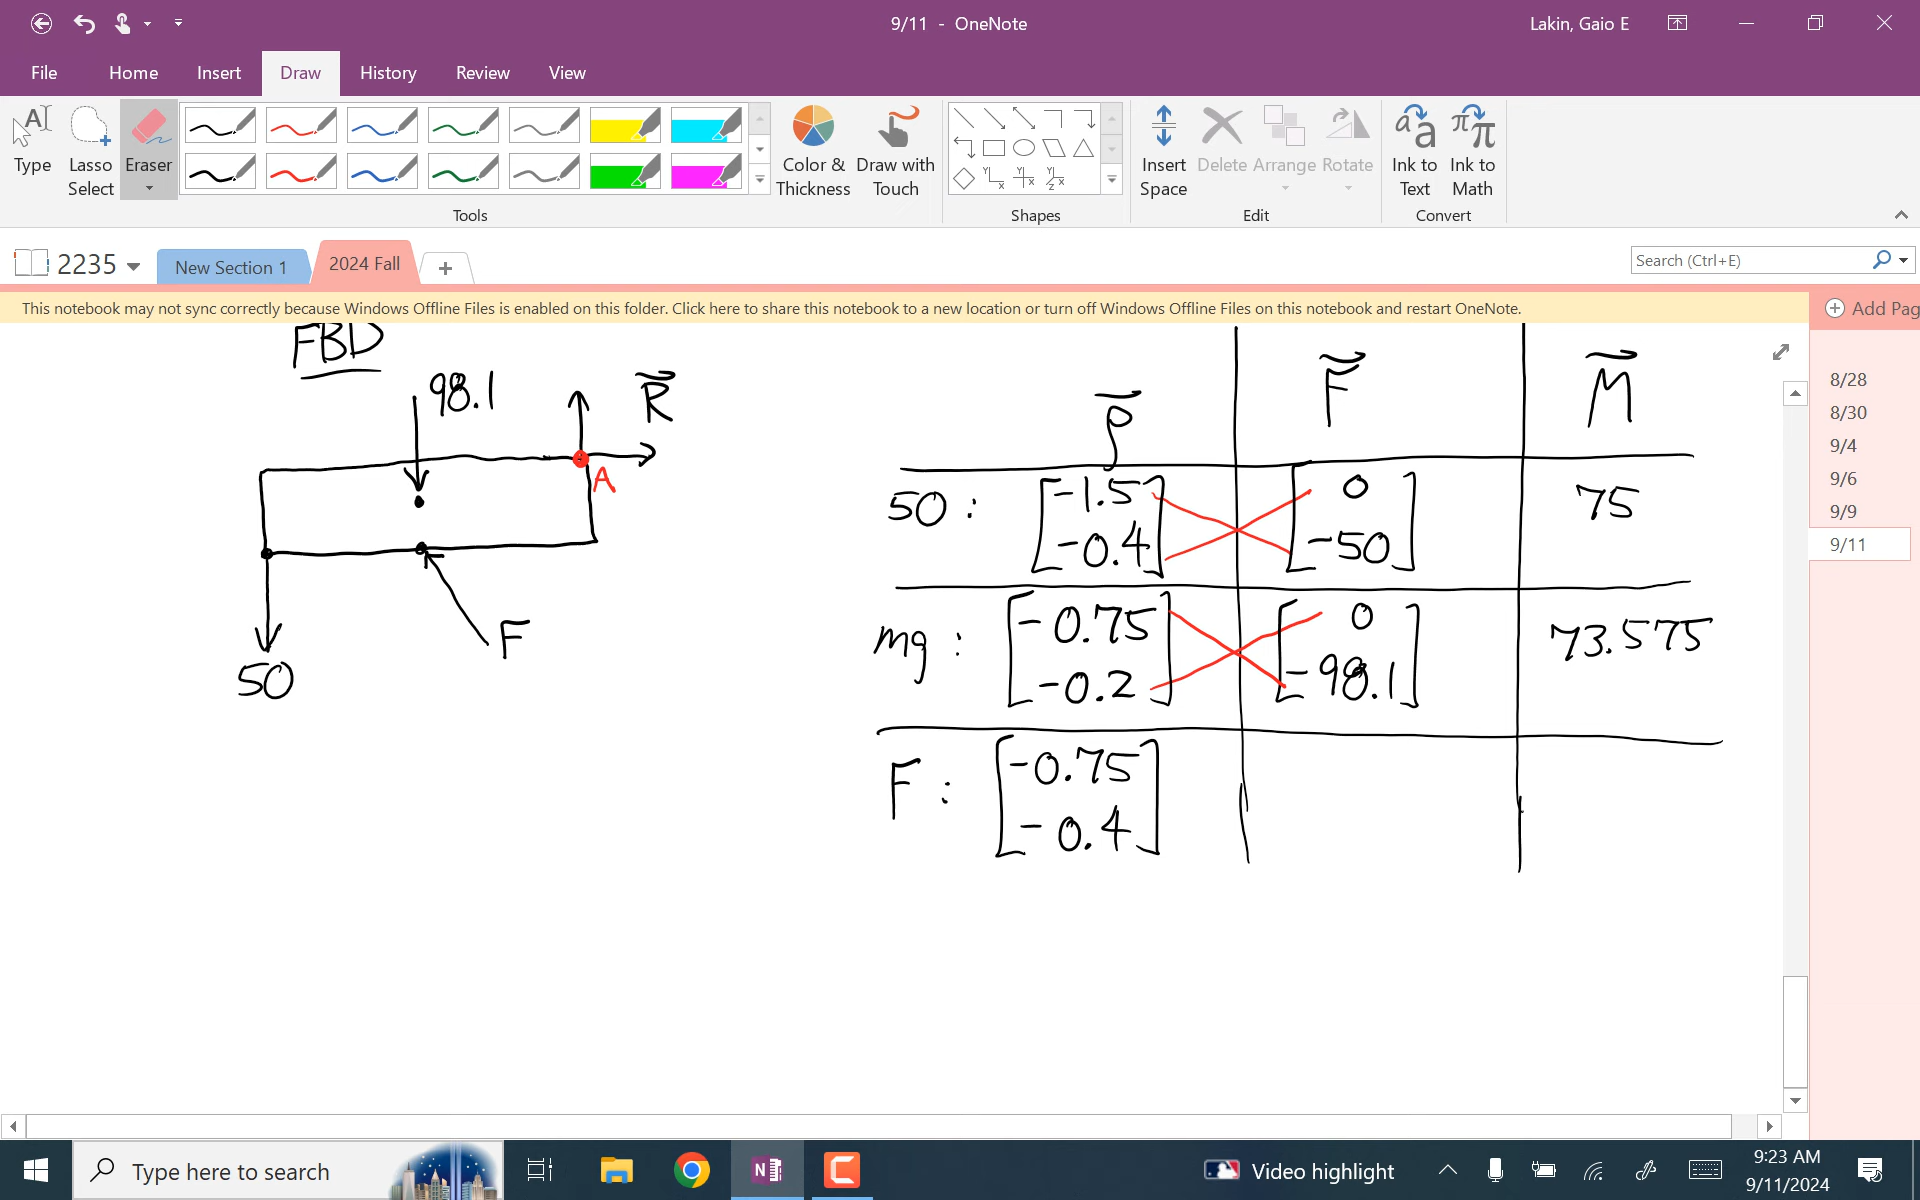 9/11 - OneNote
Lakin, Gaio E
File Home Insert Draw History Review View
Type
Lasso Select
Eraser
Color & Thickness
Draw with Touch
Insert Space
Delete
Arrange
Rotate
Ink to Text
Ink to Math
Tools
Shapes
Edit
Convert
2235
New Section 1
2024 Fall
Search (Ctrl+E)
This notebook may not sync correctly because Windows Offline Files is enabled on this folder. Click here to share this notebook to a new location or turn off Windows Offline Files on this notebook and restart OneNote.
Add Pag
8/28
8/30
9/4
9/6
9/9
9/11
FBD
98.1
R
A
F
50
ρ F M
50 : [-1.5 -0.4] [0 -50] 75
mg : [-0.75 -0.2] [0 -98.1] 73.575
F : [-0.75 -0.4]
Type here to search
Video highlight
9:23 AM
9/11/2024